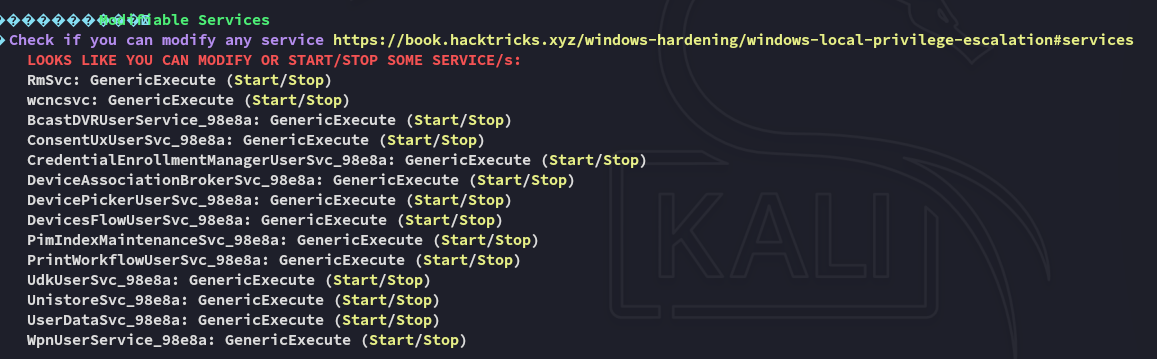 Modifiable Services
Check if you can modify any service https://book.hacktricks.xyz/windows-hardening/windows-local-privilege-escalation#services
LOOKS LIKE YOU CAN MODIFY OR START/STOP SOME SERVICE/s:
RmSvc: GenericExecute (Start/Stop)
wcncsvc: GenericExecute (Start/Stop)
BcastDVRUserService_98e8a: GenericExecute (Start/Stop)
ConsentUxUserSvc_98e8a: GenericExecute (Start/Stop)
CredentialEnrollmentManagerUserSvc_98e8a: GenericExecute (Start/Stop)
DeviceAssociationBrokerSvc_98e8a: GenericExecute (Start/Stop)
DevicePickerUserSvc_98e8a: GenericExecute (Start/Stop)
DevicesFlowUserSvc_98e8a: GenericExecute (Start/Stop)
PimIndexMaintenanceSvc_98e8a: GenericExecute (Start/Stop)
PrintWorkflowUserSvc_98e8a: GenericExecute (Start/Stop)
UdkUserSvc_98e8a: GenericExecute (Start/Stop)
UnistoreSvc_98e8a: GenericExecute (Start/Stop)
UserDataSvc_98e8a: GenericExecute (Start/Stop)
WpnUserService_98e8a: GenericExecute (Start/Stop)
KALI